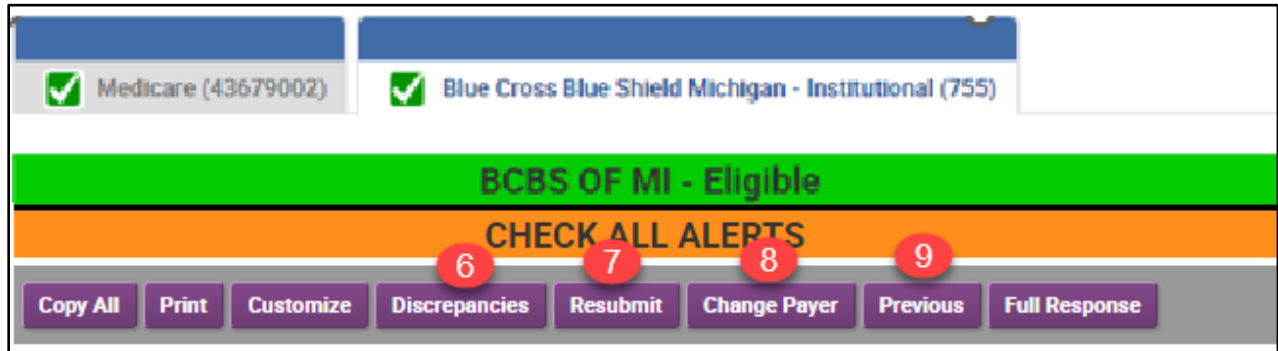 Medicare (43679002) Blue Cross Blue Shield Michigan - Institutional (755)
BCBS OF MI - Eligible
CHECK ALL ALERTS
6 7 8 9
Copy All Print Customize Discrepancies Resubmit Change Payer Previous Full Response